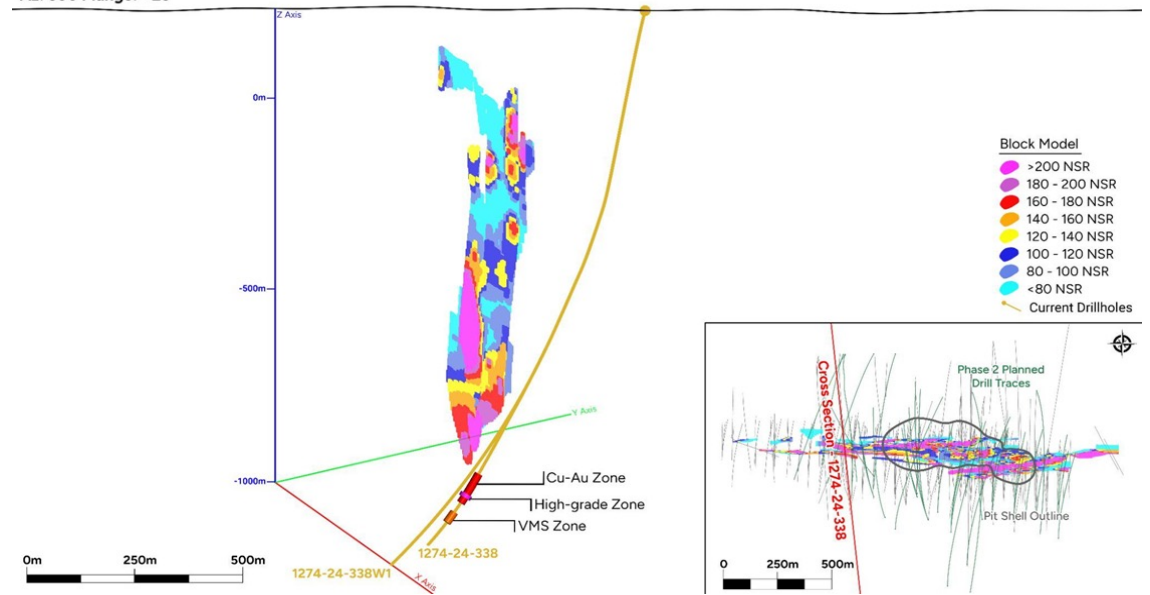 Z Axis
0m
-500m
-1000m
Y Axis
X Axis
Cu-Au Zone
High-grade Zone
VMS Zone
1274-24-338
1274-24-338W1
0m 250m 500m
Block Model
>200 NSR
180 - 200 NSR
160 - 180 NSR
140 - 160 NSR
120 - 140 NSR
100 - 120 NSR
80 - 100 NSR
<80 NSR
Current Drillholes
Phase 2 Planned
Drill Traces
Cross Section - 1274-24-338
Pit Shell Outline
0 250m 500m